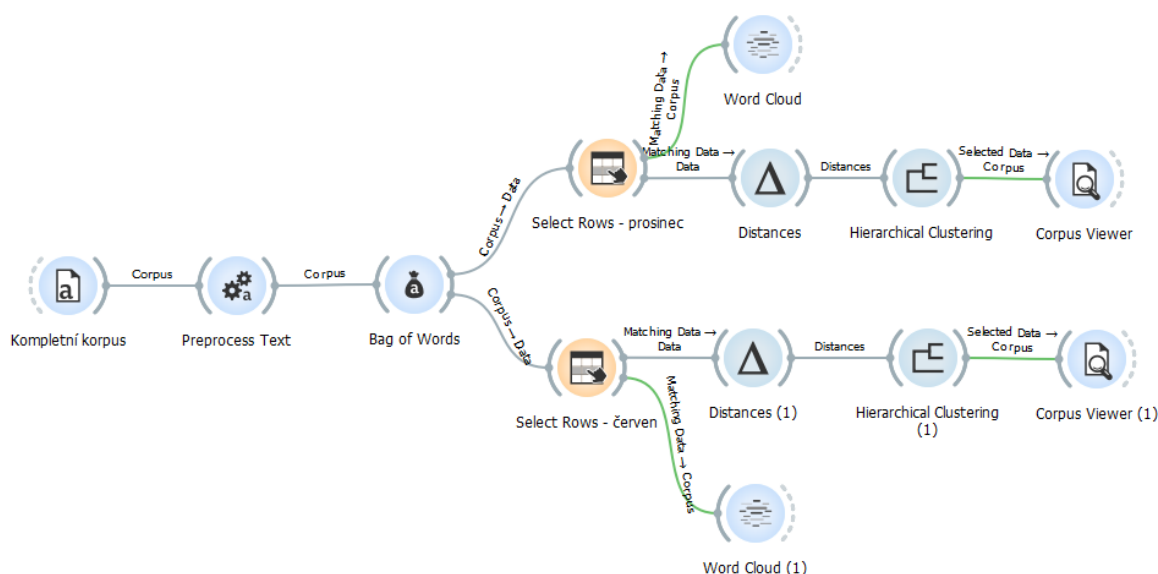 Matching Data → Corpus
Word Cloud
Matching Data → Data
Distances
Selected Data → Corpus
Corpus → Data
Select Rows - prosinec
Distances
Hierarchical Clustering
Corpus Viewer
a
Corpus
a
Corpus
a
Kompletní korpus
Preprocess Text
Bag of Words
Corpus → Data
Matching Data → Data
Distances
Selected Data → Corpus
Select Rows - červen
Matching Data → Corpus
Distances (1)
Hierarchical Clustering
(1)
Corpus Viewer (1)
Word Cloud (1)